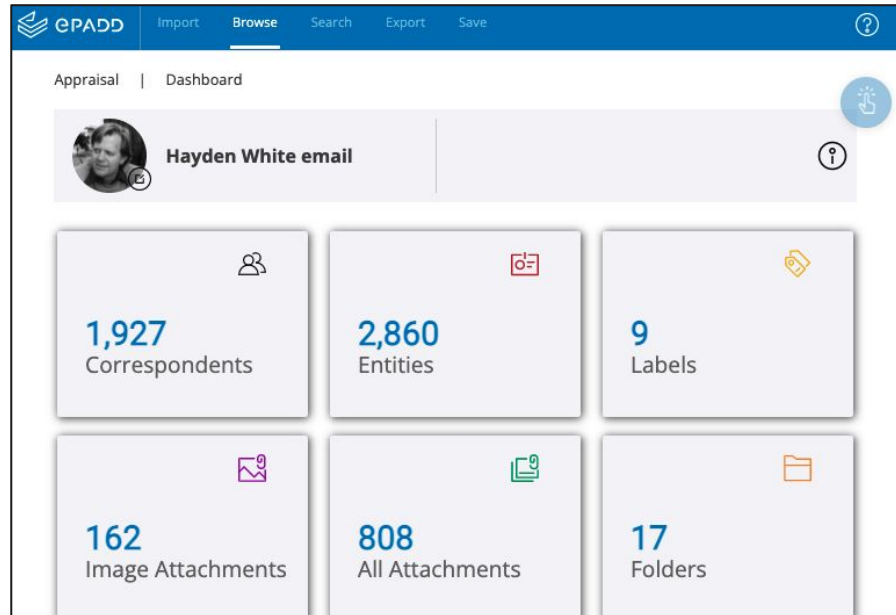 ePADD Import Browse Search Export Save
Appraisal | Dashboard
Hayden White email
1,927
Correspondents
2,860
Entities
9
Labels
162
Image Attachments
808
All Attachments
17
Folders